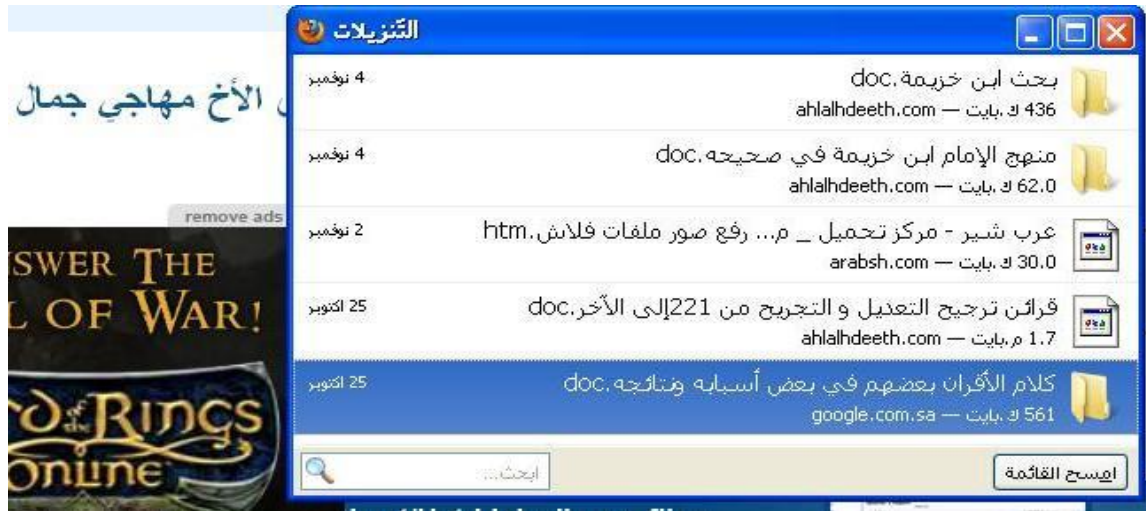 التنزيلات
بحث ابن خزيمة.doc
436 ك.بايت — ahlalhdeeth.com
4 نوفمبر
منهج الإمام ابن خزيمة في صحيحه.doc
62.0 ك.بايت — ahlalhdeeth.com
4 نوفمبر
عرب شير - مركز تحميل _ م... رفع صور ملفات فلاش.htm
30.0 ك.بايت — arabsh.com
2 نوفمبر
قرائن ترجيح التعديل و التجريح من 221إلى الآخر.doc
1.7 م.بايت — ahlalhdeeth.com
25 اكتوبر
كلام الأقران بعضهم في بعض أسبابه ونتائجه.doc
561 ك.بايت — google.com.sa
25 اكتوبر
امسح القائمة
ابحث...
الأخ مهاجي جمال
remove ads
THE
OF WAR!
RINGS
ONLINE